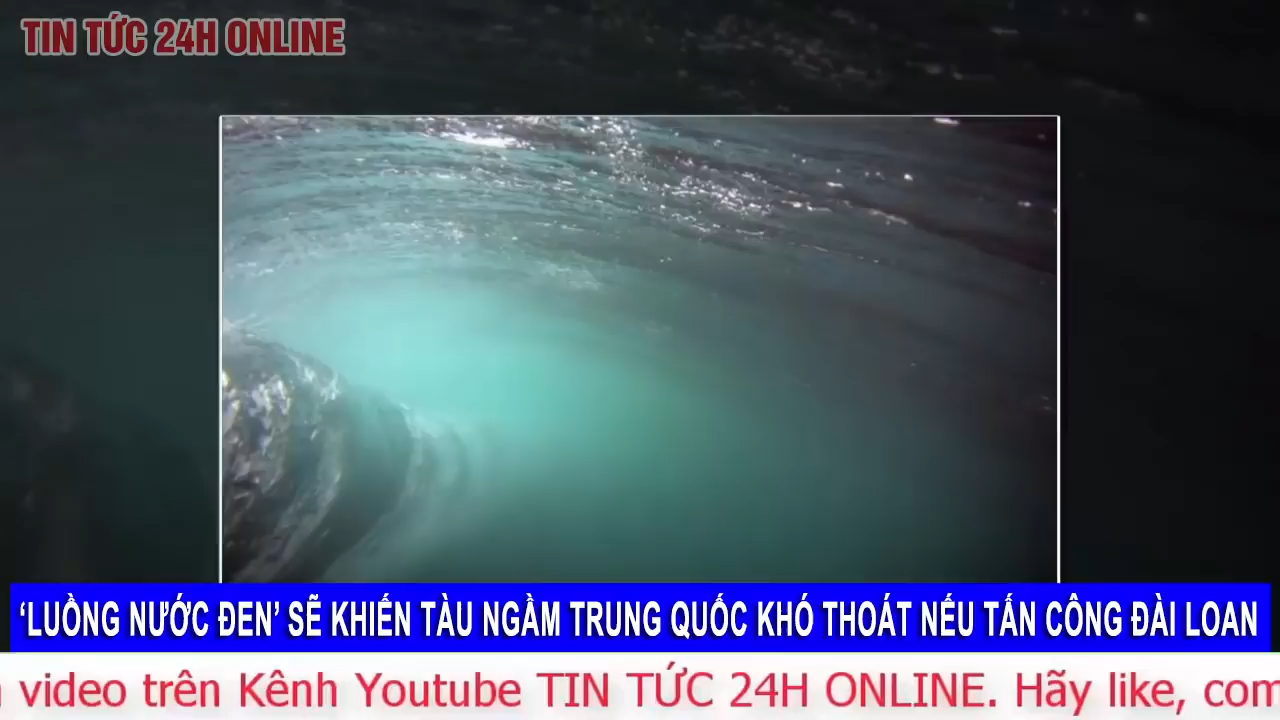 TIN TỨC 24H ONLINE
‘LUỒNG NƯỚC ĐEN’ SẼ KHIẾN TÀU NGẦM TRUNG QUỐC KHÓ THOÁT NẾU TẤN CÔNG ĐÀI LOAN
video trên Kênh Youtube TIN TỨC 24H ONLINE. Hãy like, com